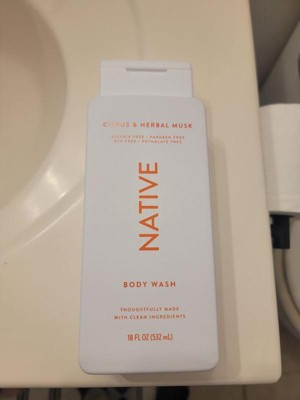 CITRUS & HERBAL MUSK
SULFATE FREE • PARABEN FREE
DYE FREE • PHTHALATE FREE
NATIVE
BODY WASH
THOUGHTFULLY MADE
WITH CLEAN INGREDIENTS
18 FL OZ (532 mL)